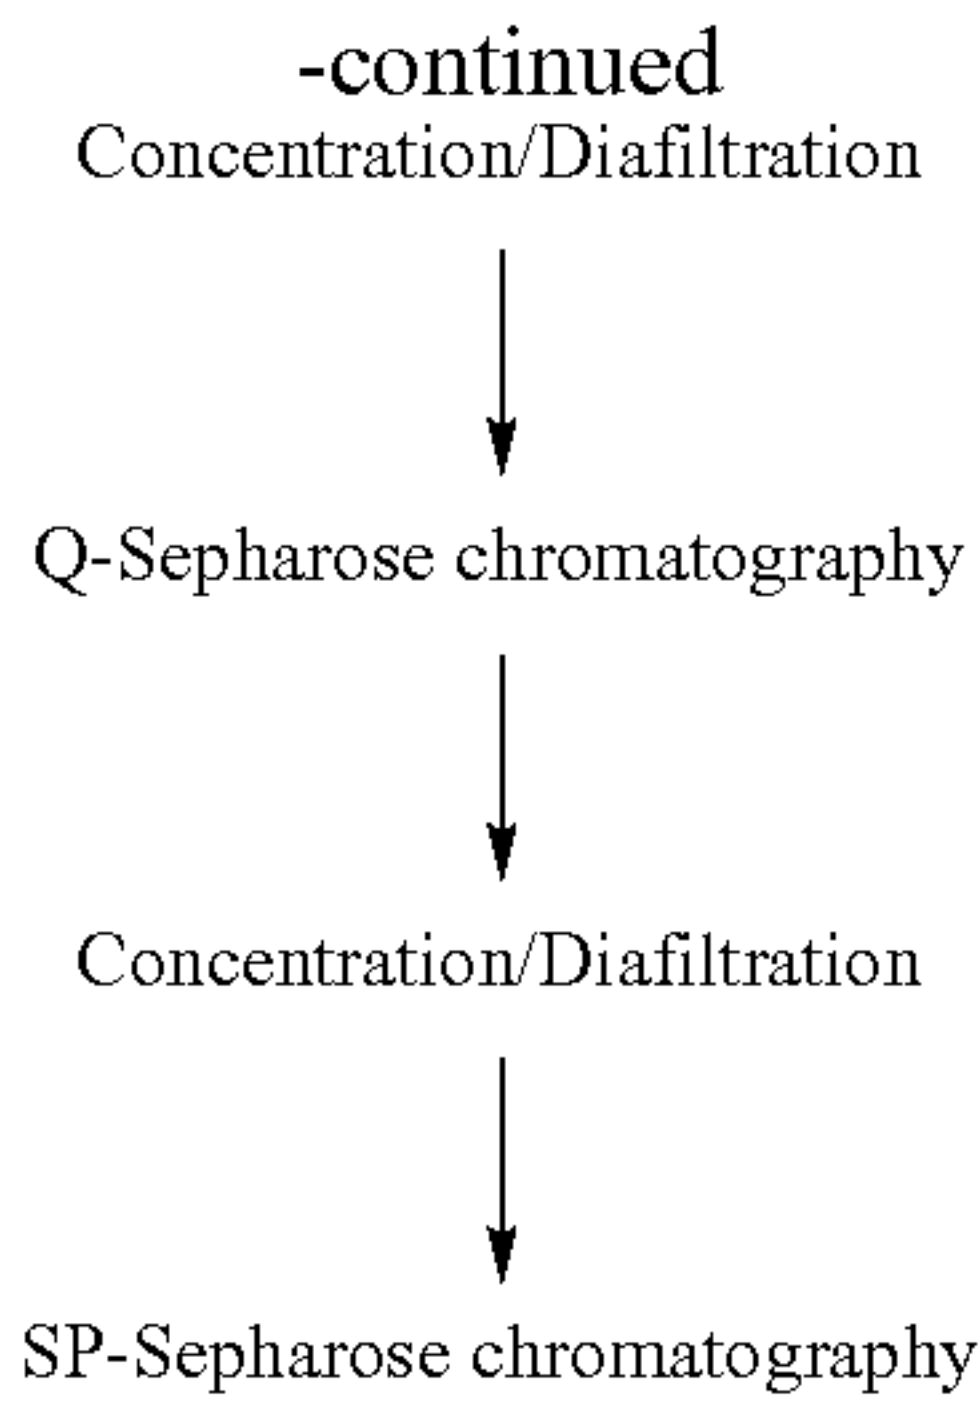 -continued
Concentration/Diafiltration
Q-Sepharose chromatography
Concentration/Diafiltration
SP-Sepharose chromatography